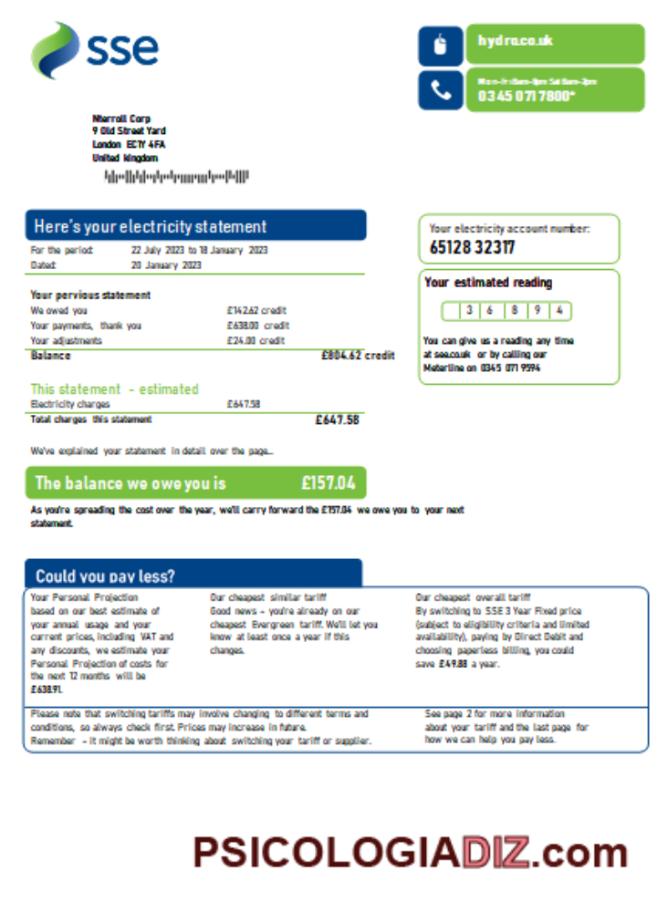 sse
hydro.co.uk
Mon-Fri 8am-8pm Sat 8am-2pm
0345 071 7800*
Nterroll Corp
9 Old Street Yard
London EC1Y 4FA
United kingdom
Here's your electricity statement
For the period: 22 July 2023 to 18 January 2023
Dated: 20 January 2023
Your electricity account number:
65128 32317
Your estimated reading
3 6 8 9 4
You can give us a reading any time
at sse.co.uk or by calling our
Meterline on 0345 071 9594
Your pervious statement
We owed you £142.62 credit
Your payments, thank you £638.00 credit
Your adjustments £24.00 credit
Balance £804.62 credit
This statement - estimated
Electricity charges £647.58
Total charges this statement £647.58
We've explained your statement in detail over the page...
The balance we owe you is £157.04
As you're spreading the cost over the year, we'll carry forward the £157.04 we owe you to your next
statement.
Could you pay less?
Your Personal Projection
based on our best estimate of
your annual usage and your
current prices, including VAT and
any discounts, we estimate your
Personal Projection of costs for
the next 12 months will be
£638.91.
Our cheapest similar tariff
Good news - you're already on our
cheapest Evergreen tariff. We'll let you
know at least once a year if this
changes.
Our cheapest overall tariff
By switching to SSE 3 Year Fixed price
(subject to eligibility criteria and limited
availability), paying by Direct Debit and
choosing paperless billing, you could
save £49.88 a year.
Please note that switching tariffs may involve changing to different terms and
conditions, so always check first. Prices may increase in future.
Remember - it might be worth thinking about switching your tariff or supplier.
See page 2 for more information
about your tariff and the last page for
how we can help you pay less.
PSICOLOGIADIZ.com